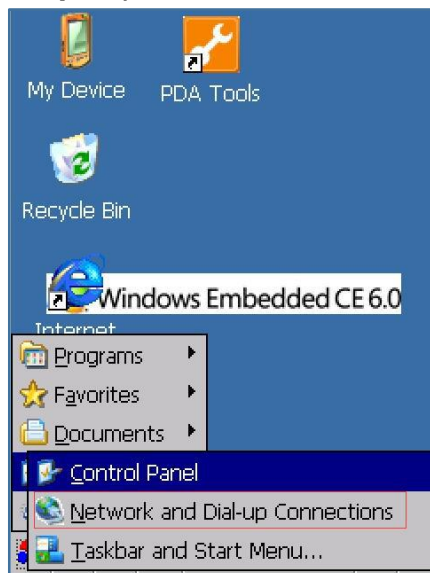 My Device
PDA Tools
Recycle Bin
Windows Embedded CE 6.0
Internet
Programs
Favorites
Documents
Control Panel
Network and Dial-up Connections
Taskbar and Start Menu...